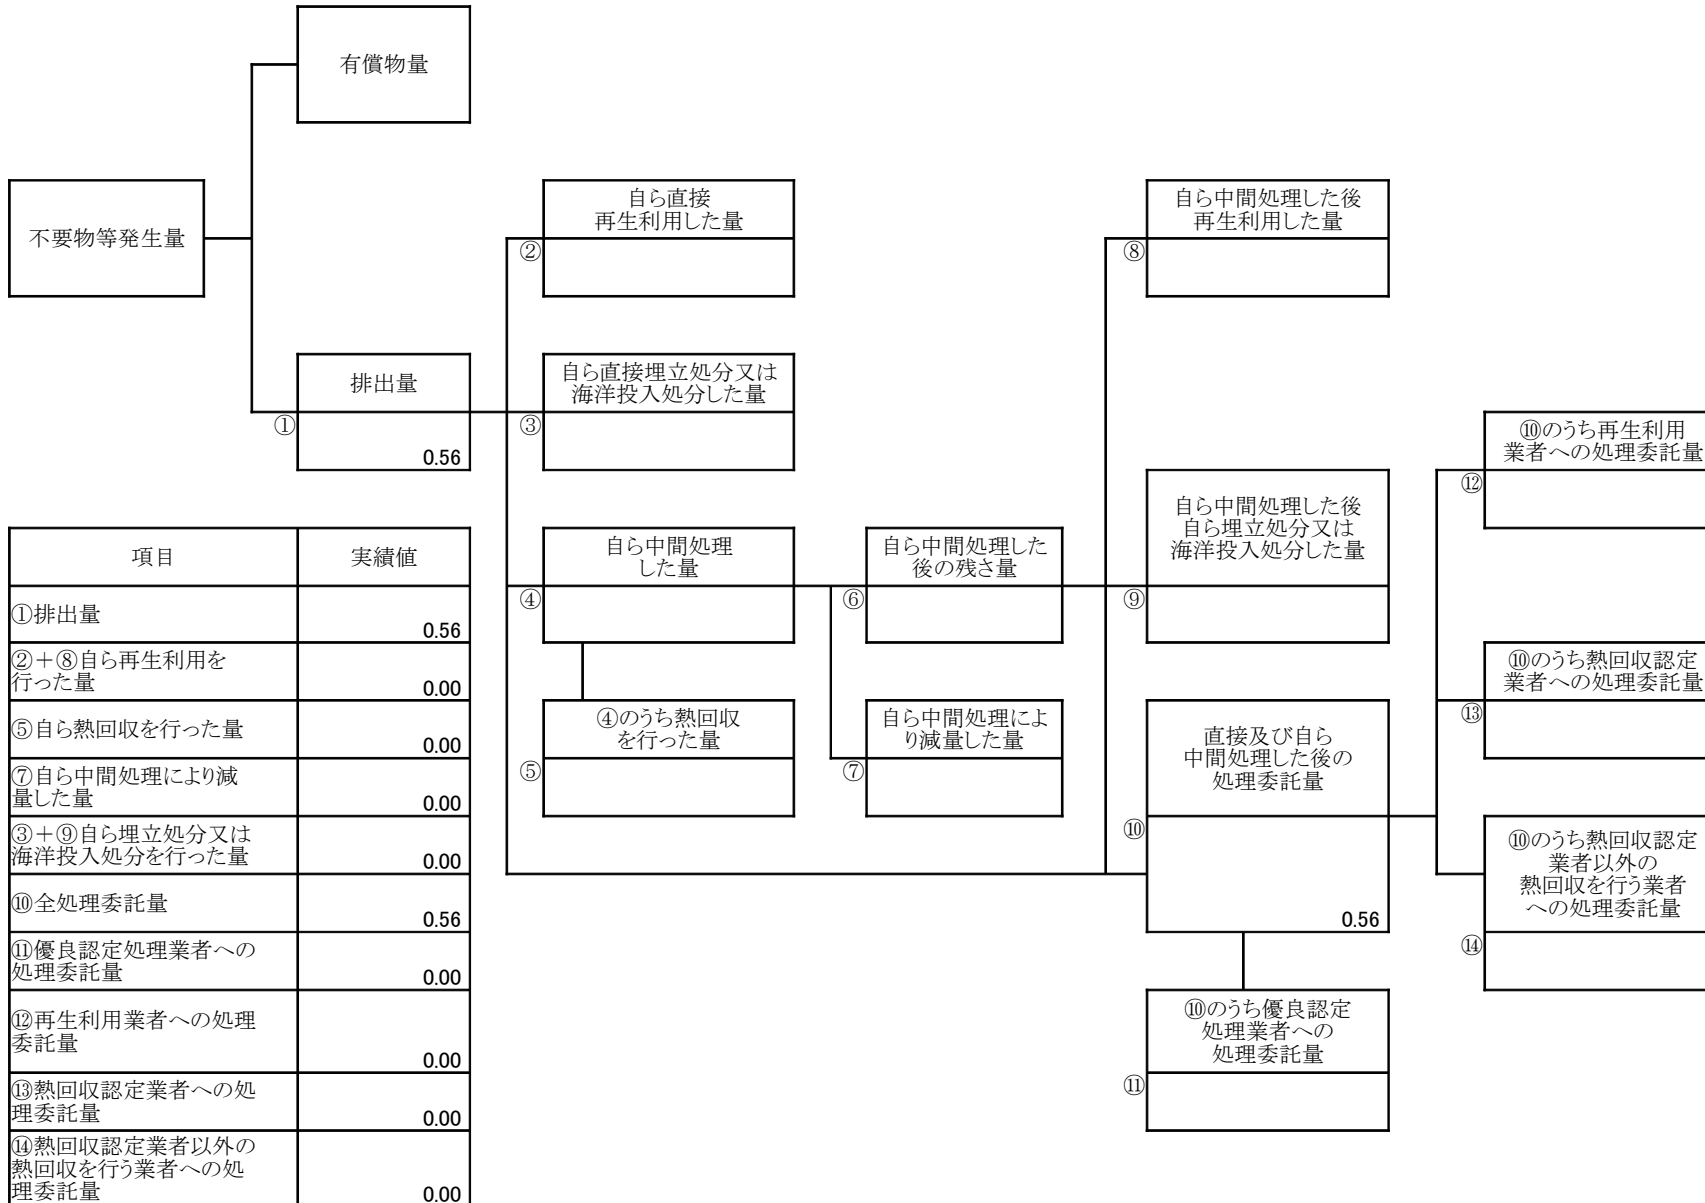 有償物量
不要物等発生量
自ら直接
再生利用した量
②
自ら中間処理した後
再生利用した量
⑧
排出量
①
0.56
自ら直接埋立処分又は
海洋投入処分した量
③
⑩のうち再生利用
業者への処理委託量
⑫
自ら中間処理
した量
④
自ら中間処理した
後の残さ量
⑥
自ら中間処理した後
自ら埋立処分又は
海洋投入処分した量
⑨
⑩のうち熱回収認定
業者への処理委託量
⑬
④のうち熱回収
を行った量
⑤
自ら中間処理によ
り減量した量
⑦
直接及び自ら
中間処理した後の
処理委託量
⑩
0.56
⑩のうち熱回収認定
業者以外の
熱回収を行う業者
への処理委託量
⑭
⑩のうち優良認定
処理業者への
処理委託量
⑪
項目 実績値
①排出量
0.56
②+⑧自ら再生利用を
行った量
0.00
⑤自ら熱回収を行った量
0.00
⑦自ら中間処理により減
量した量
0.00
③+⑨自ら埋立処分又は
海洋投入処分を行った量
0.00
⑩全処理委託量
0.56
⑪優良認定処理業者への
処理委託量
0.00
⑫再生利用業者への処理
委託量
0.00
⑬熱回収認定業者への処
理委託量
0.00
⑭熱回収認定業者以外の
熱回収を行う業者への処
理委託量
0.00